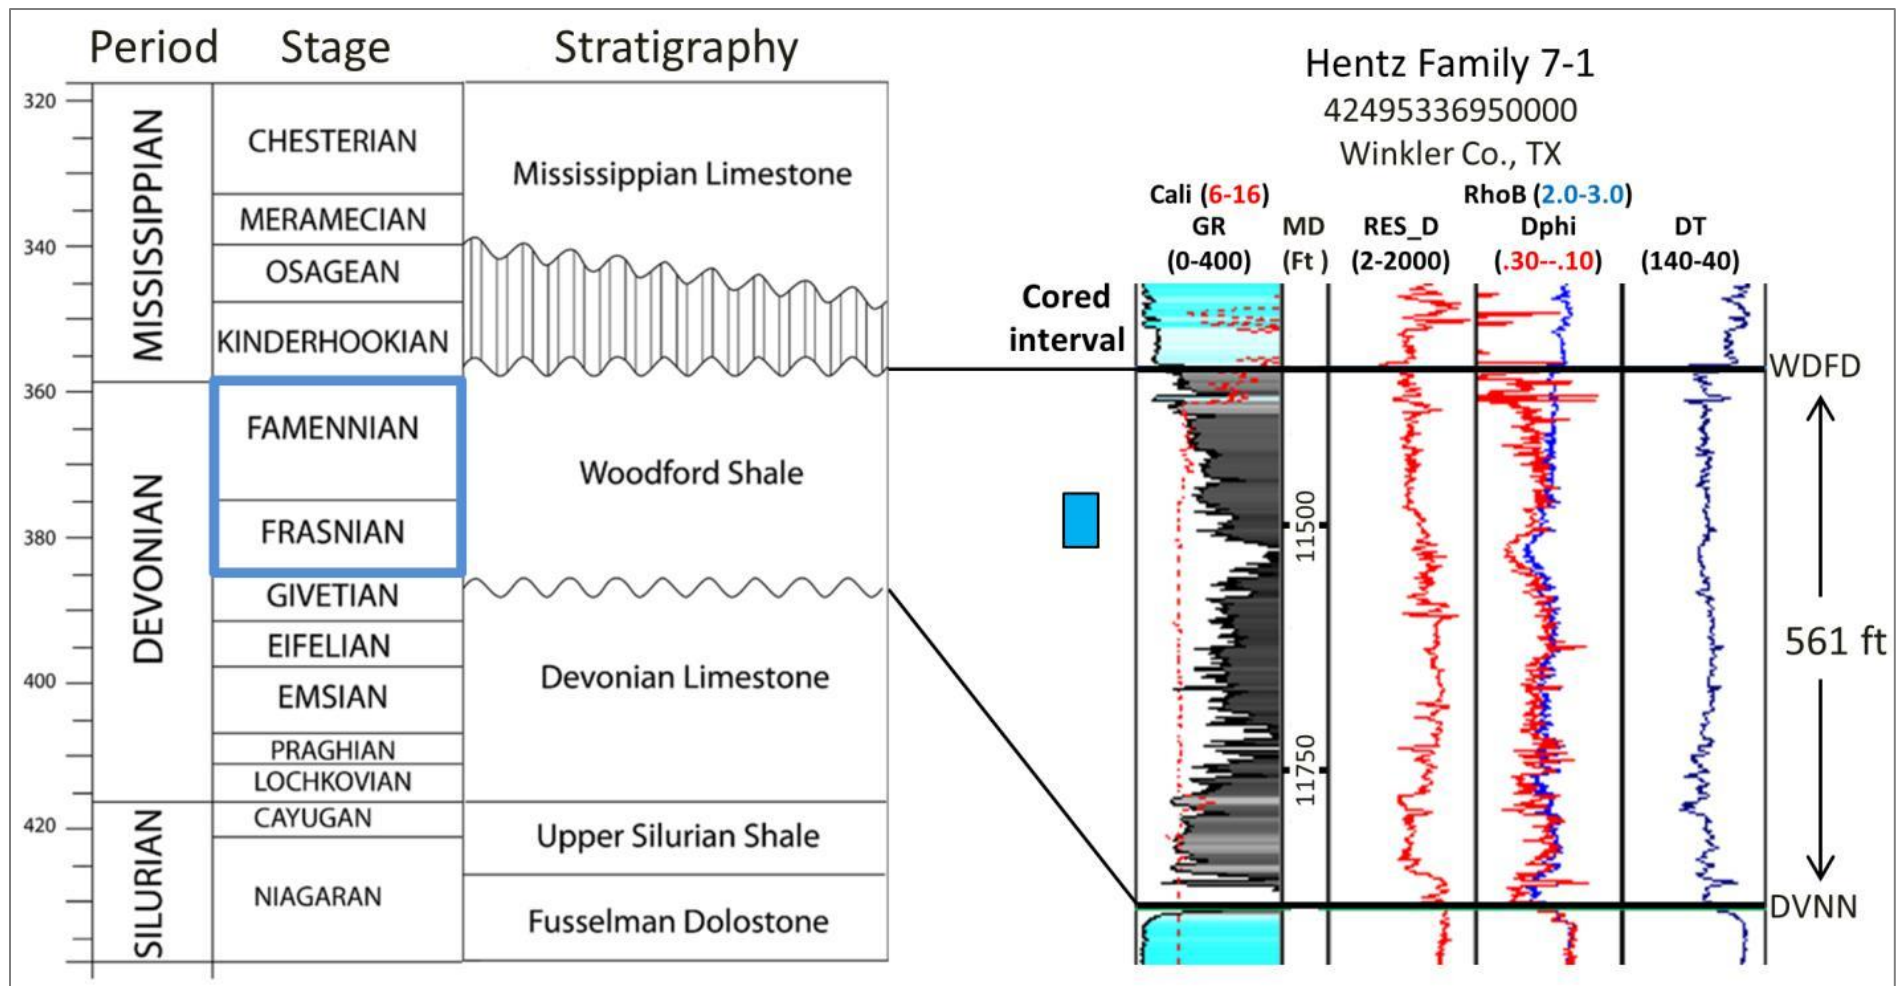 Period Stage Stratigraphy
320
340
360
380
400
420
MISSISSIPPIAN
DEVONIAN
SILURIAN
CHESTERIAN
MERAMECIAN
OSAGEAN
KINDERHOOKIAN
FAMENNIAN
FRASNIAN
GIVETIAN
EIFELIAN
EMSIAN
PRAGHIAN
LOCHKOVIAN
CAYUGAN
NIAGARAN
Mississippian Limestone
Woodford Shale
Devonian Limestone
Upper Silurian Shale
Fusselman Dolostone
Hentz Family 7-1
42495336950000
Winkler Co., TX
Cali (6-16) RhoB (2.0-3.0)
GR MD RES_D Dphi DT
(0-400) (Ft ) (2-2000) (.30--.10) (140-40)
Cored
interval
11500
11750
WDFD
561 ft
DVNN